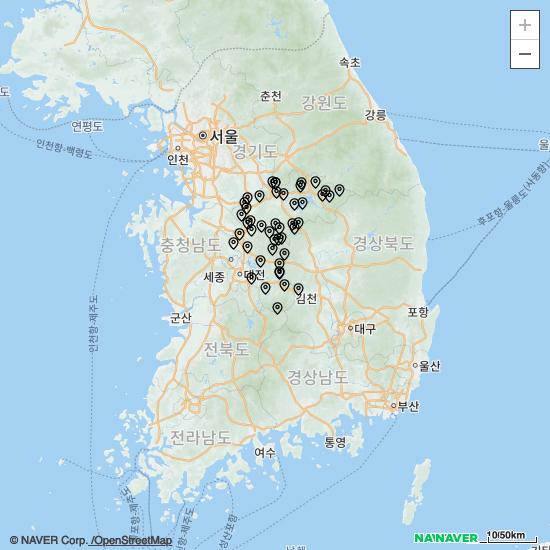 속초
춘천
강원도
강릉
도
연평도
서울
울
인천항-백령도
인천
경기도
후포항-울릉도(사동항)
충청남도
경상북도
세종
대전
김천
군산
인천항-제주도
포항
대구
전북도
울산
경상남도
부산
전라남도
통영
여수
© NAVER Corp. /OpenStreetMap
NAVER
10/50km